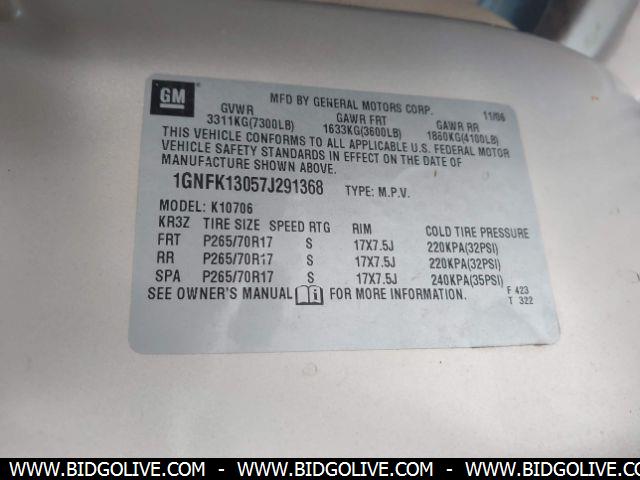 GM
MFD BY GENERAL MOTORS CORP. 11/06
GVWR GAWR FRT GAWR RR
3311KG(7300LB) 1633KG(3600LB) 1860KG(4100LB)
THIS VEHICLE CONFORMS TO ALL APPLICABLE U.S. FEDERAL MOTOR
VEHICLE SAFETY STANDARDS IN EFFECT ON THE DATE OF
MANUFACTURE SHOWN ABOVE.
1GNFK13057J291368 TYPE: M.P.V.
MODEL: K10706
KR3Z TIRE SIZE SPEED RTG RIM COLD TIRE PRESSURE
FRT P265/70R17 S 17X7.5J 220KPA(32PSI)
RR P265/70R17 S 17X7.5J 220KPA(32PSI)
SPA P265/70R17 S 17X7.5J 240KPA(35PSI)
SEE OWNER'S MANUAL i FOR MORE INFORMATION.
F 423
T 322
WWW.BIDGOLIVE.COM - WWW.BIDGOLIVE.COM - WWW.BIDGOLIVE.COM